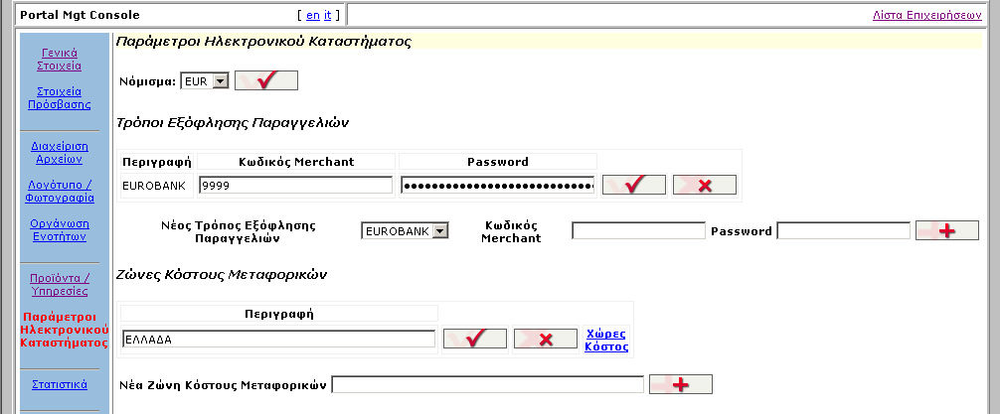 Portal Mgt Console [ en it ] Λίστα Επιχειρήσεων
Γενικά
Στοιχεία
Στοιχεία
Πρόσβασης
Διαχείριση
Αρχείων
Λογότυπο /
Φωτογραφία
Οργάνωση
Ενοτήτων
Προϊόντα /
Υπηρεσίες
Παράμετροι
Ηλεκτρονικού
Καταστήματος
Στατιστικά
Παράμετροι Ηλεκτρονικού Καταστήματος
Νόμισμα: EUR
Τρόποι Εξόφλησης Παραγγελιών
Περιγραφή Κωδικός Merchant Password
EUROBANK 9999 ●●●●●●●●●●●●●●●●●●●●●●●●●●●●
Νέος Τρόπος Εξόφλησης
Παραγγελιών
EUROBANK
Κωδικός
Merchant
Password
Ζώνες Κόστους Μεταφορικών
Περιγραφή
ΕΛΛΑΔΑ
Χώρες
Κόστος
Νέα Ζώνη Κόστους Μεταφορικών